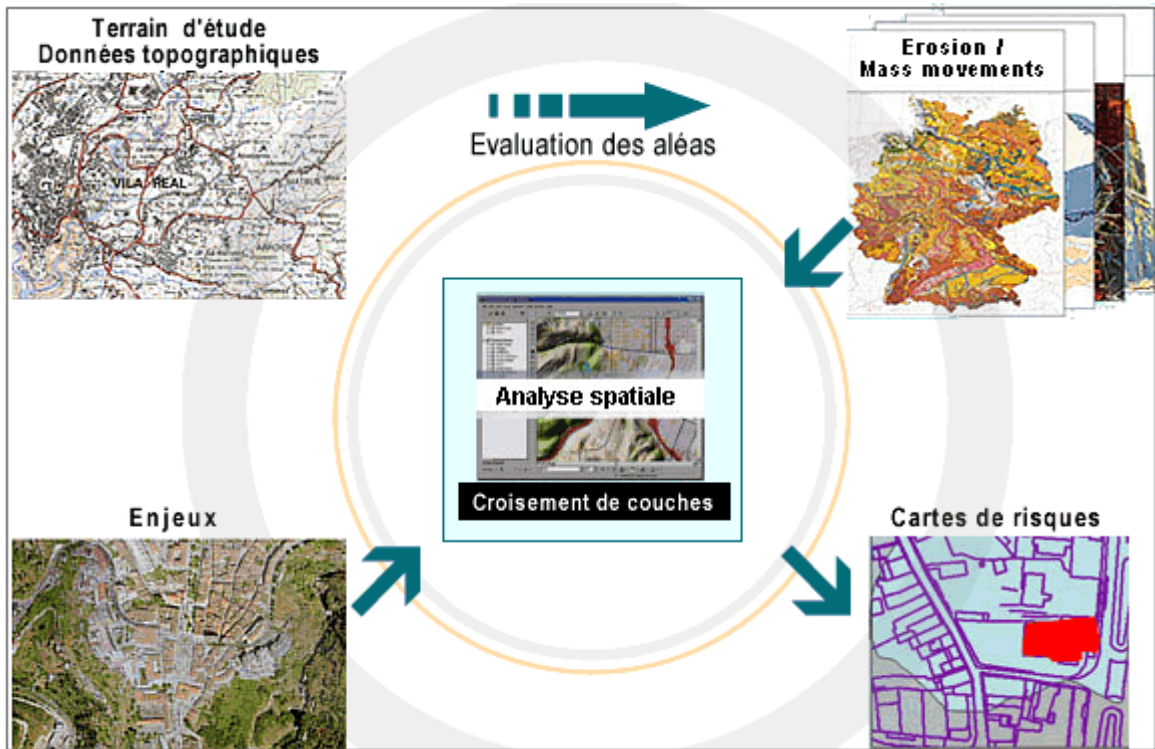 Terrain d'étude
Données topographiques
Erosion /
Mass movements
Evaluation des aléas
VILA REAL
Analyse spatiale
Croisement de couches
Enjeux
Cartes de risques